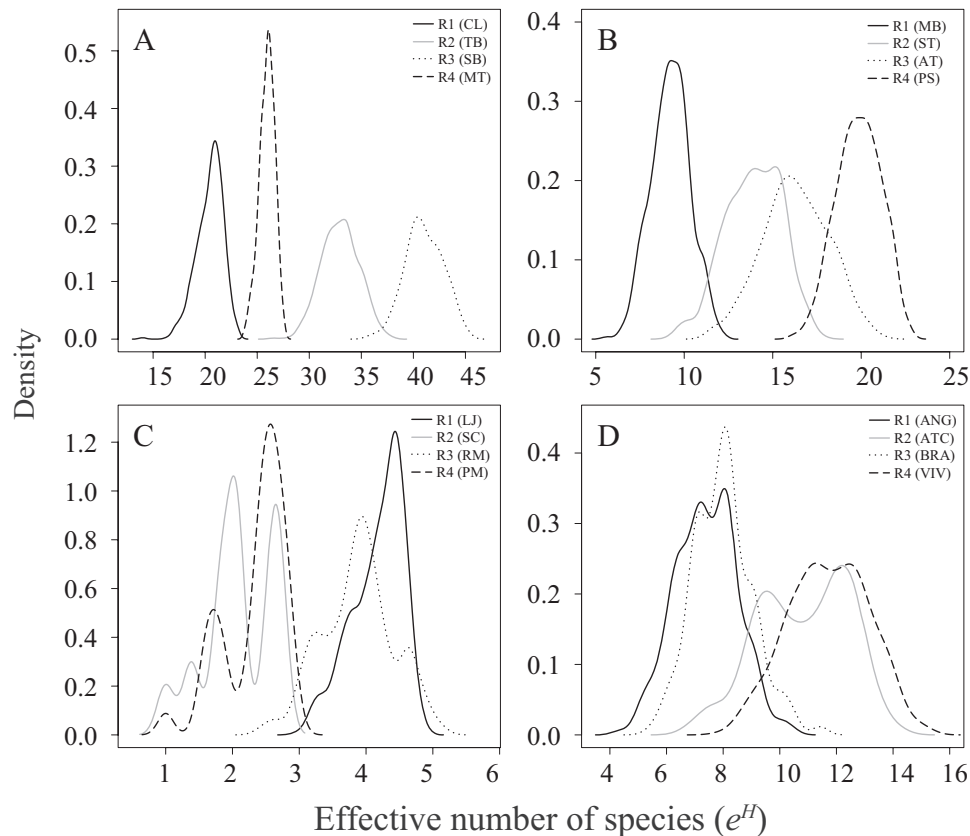 Density
A
R1 (CL)
R2 (TB)
R3 (SB)
R4 (MT)
0.5
0.4
0.3
0.2
0.1
0.0
15 20 25 30 35 40 45
B
R1 (MB)
R2 (ST)
R3 (AT)
R4 (PS)
0.4
0.3
0.2
0.1
0.0
5 10 15 20 25
C
R1 (LJ)
R2 (SC)
R3 (RM)
R4 (PM)
1.2
1.0
0.8
0.6
0.4
0.2
0.0
1 2 3 4 5 6
D
R1 (ANG)
R2 (ATC)
R3 (BRA)
R4 (VIV)
0.4
0.3
0.2
0.1
0.0
4 6 8 10 12 14 16
Effective number of species (e^H)